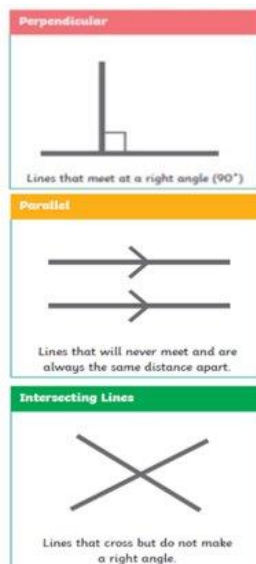 Perpendicular
Lines that meet at a right angle (90°)
Parallel
Lines that will never meet and are
always the same distance apart.
Intersecting Lines
Lines that cross but do not make
a right angle.